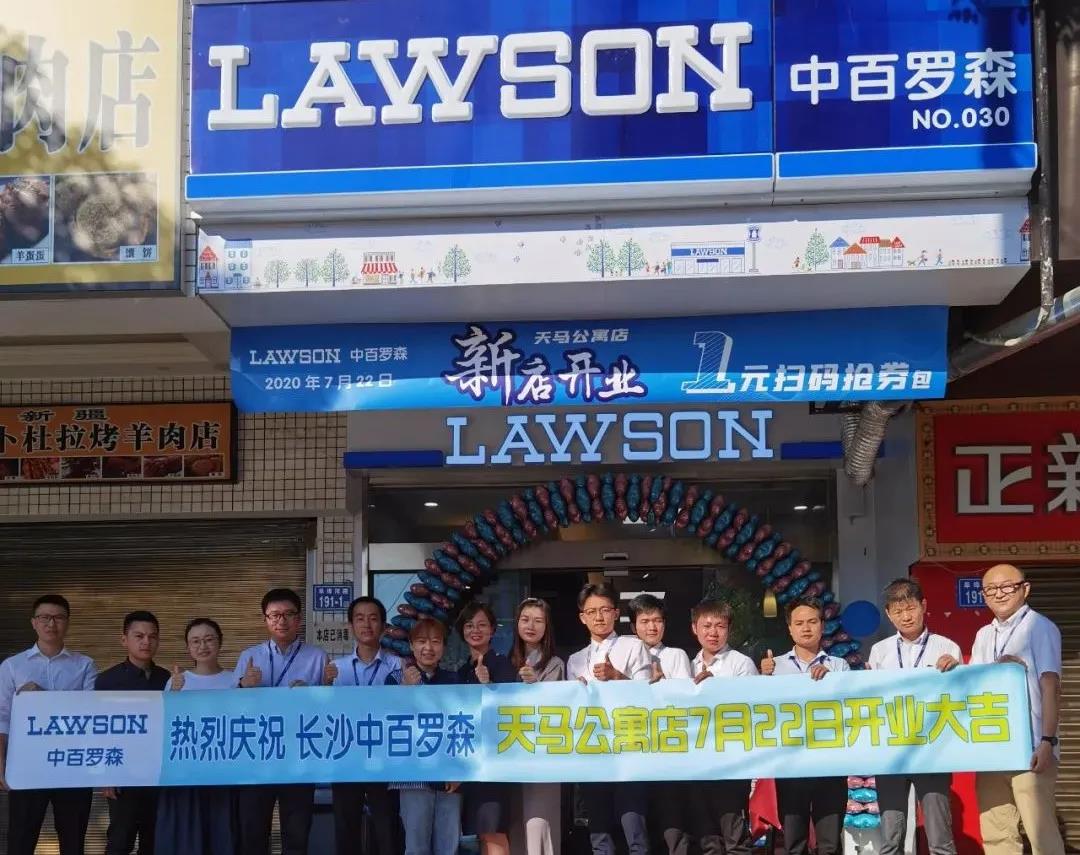 LAWSON 中百罗森
NO.030
肉店
羊蛋蛋
馕饼
LAWSON
LAWSON 中百罗森
2020年7月22日
天马公寓店
新店开业
1元扫码抢券包
LAWSON
新疆
卜杜拉烤羊肉店
正新
191-1
本店已消毒
191
LAWSON
中百罗森
热烈庆祝 长沙中百罗森 天马公寓店7月22日开业大吉